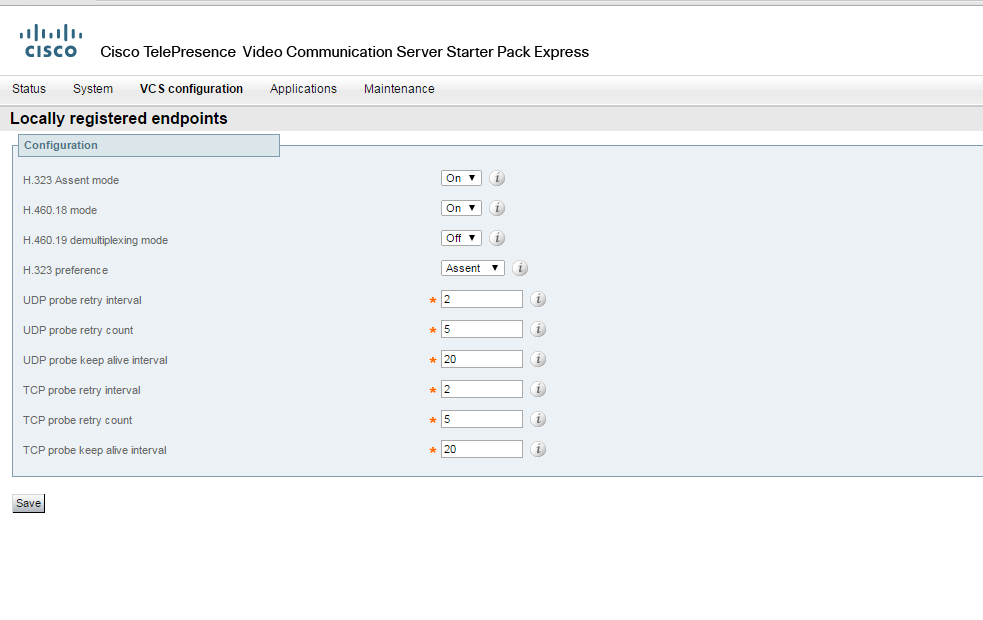 CISCO
Cisco TelePresence Video Communication Server Starter Pack Express
Status System VCS configuration Applications Maintenance
Locally registered endpoints
Configuration
H.323 Assent mode On ▼ i
H.460.18 mode On ▼ i
H.460.19 demultiplexing mode Off ▼ i
H.323 preference Assent ▼ i
UDP probe retry interval * 2 i
UDP probe retry count * 5 i
UDP probe keep alive interval * 20 i
TCP probe retry interval * 2 i
TCP probe retry count * 5 i
TCP probe keep alive interval * 20 i
Save